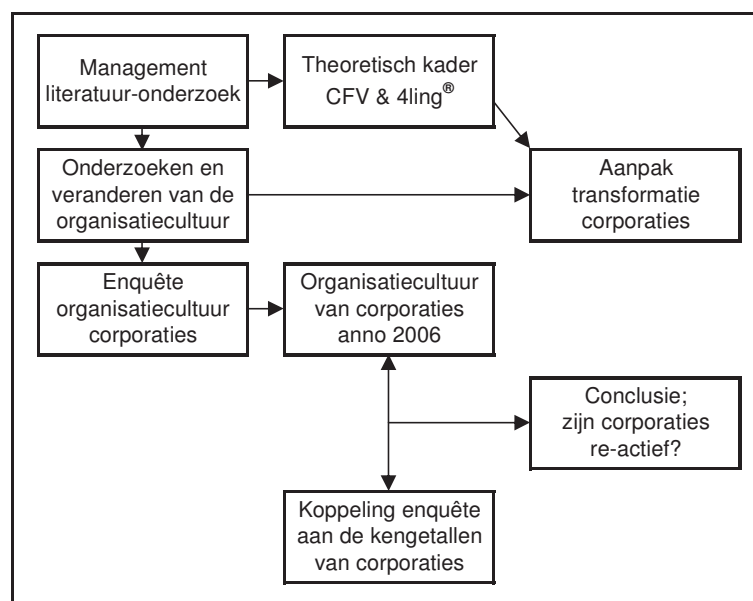 Management
literatuur-onderzoek
Theoretisch kader
CFV & 4ling®
Onderzoeken en
veranderen van de
organisatiecultuur
Aanpak
transformatie
corporaties
Enquête
organisatiecultuur
corporaties
Organisatiecultuur
van corporaties
anno 2006
Conclusie;
zijn corporaties
re-actief?
Koppeling enquête
aan de kengetallen
van corporaties